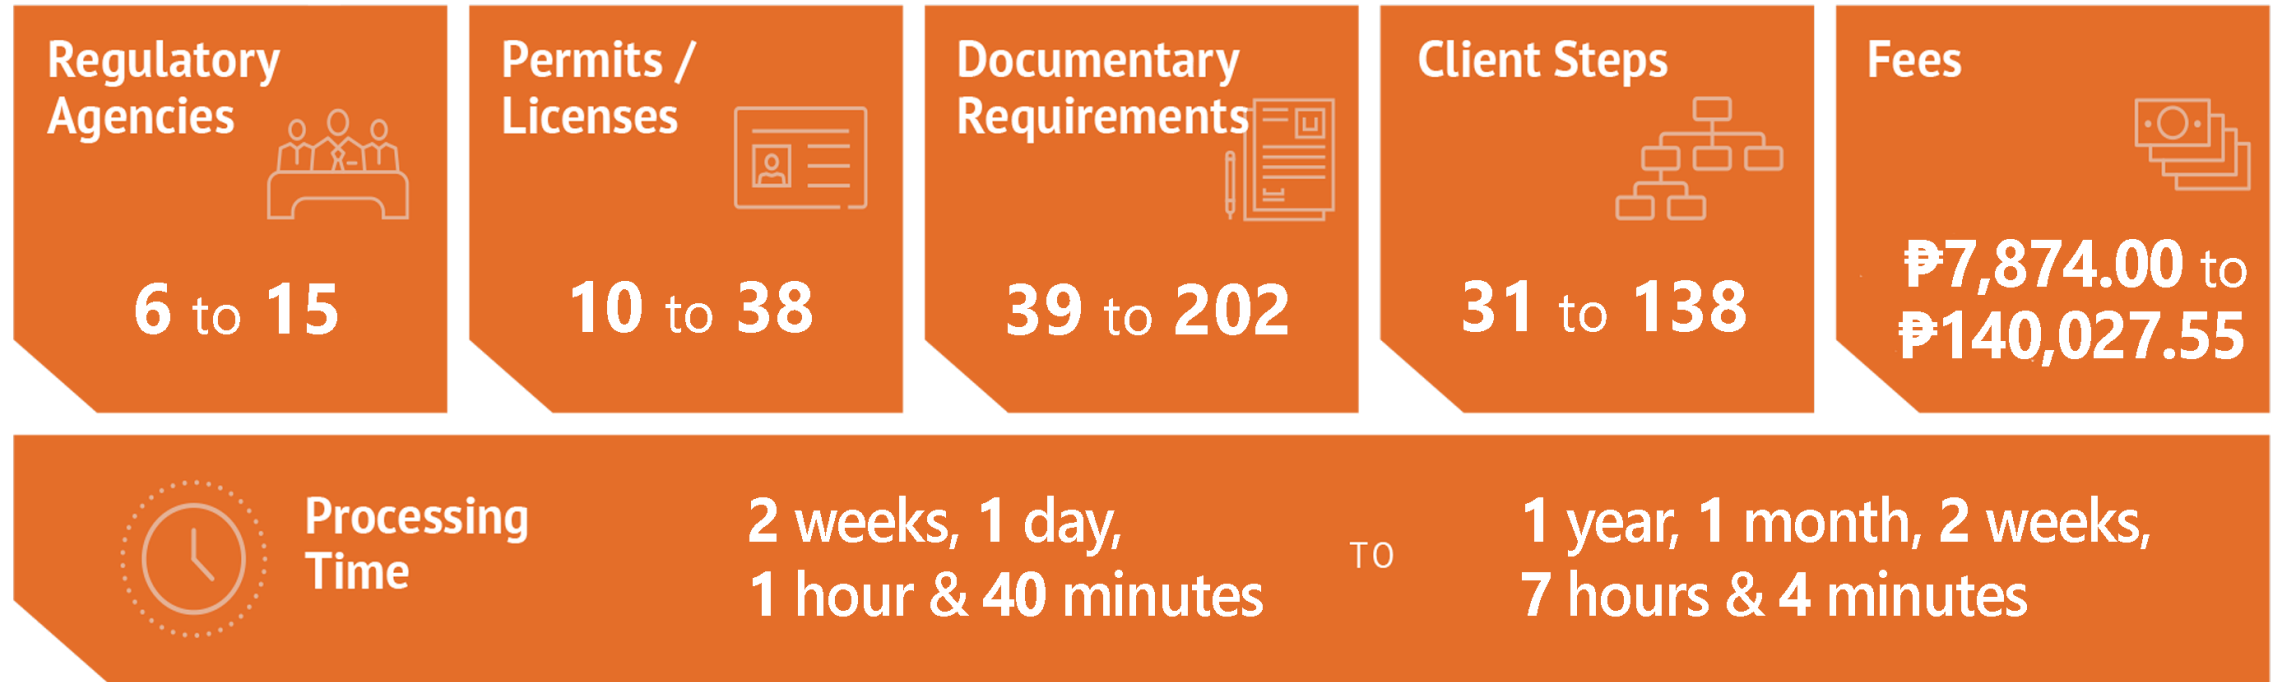 Regulatory
Agencies
6 to 15
Permits /
Licenses
10 to 38
Documentary
Requirements
39 to 202
Client Steps
31 to 138
Fees
₱7,874.00 to
₱140,027.55
Processing
Time
2 weeks, 1 day,
1 hour & 40 minutes
TO
1 year, 1 month, 2 weeks,
7 hours & 4 minutes